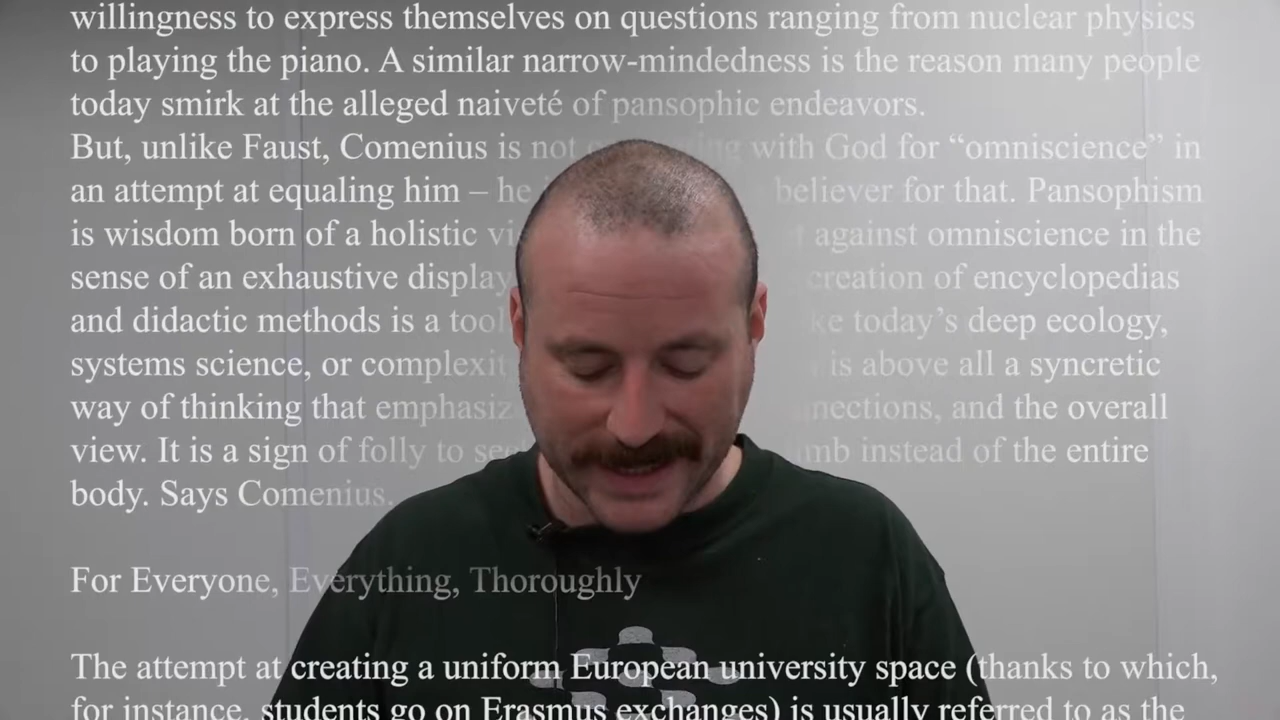 willingness to express themselves on questions ranging from nuclear physics
to playing the piano. A similar narrow-mindedness is the reason many people
today smirk at the alleged naiveté of pansophic endeavors.
But, unlike Faust, Comenius is not with God for “omniscience” in
an attempt at equaling him – he believer for that. Pansophism
is wisdom born of a holistic against omniscience in the
sense of an exhaustive display creation of encyclopedias
and didactic methods is a tool today’s deep ecology,
systems science, or complexity is above all a syncretic
way of thinking that and the overall
view. It is a sign of folly to instead of the entire
body. Says Comenius.
For Everyone, Everything, Thoroughly
The attempt at creating a uniform European university space (thanks to which,
for instance, students go on Erasmus exchanges) is usually referred to as the